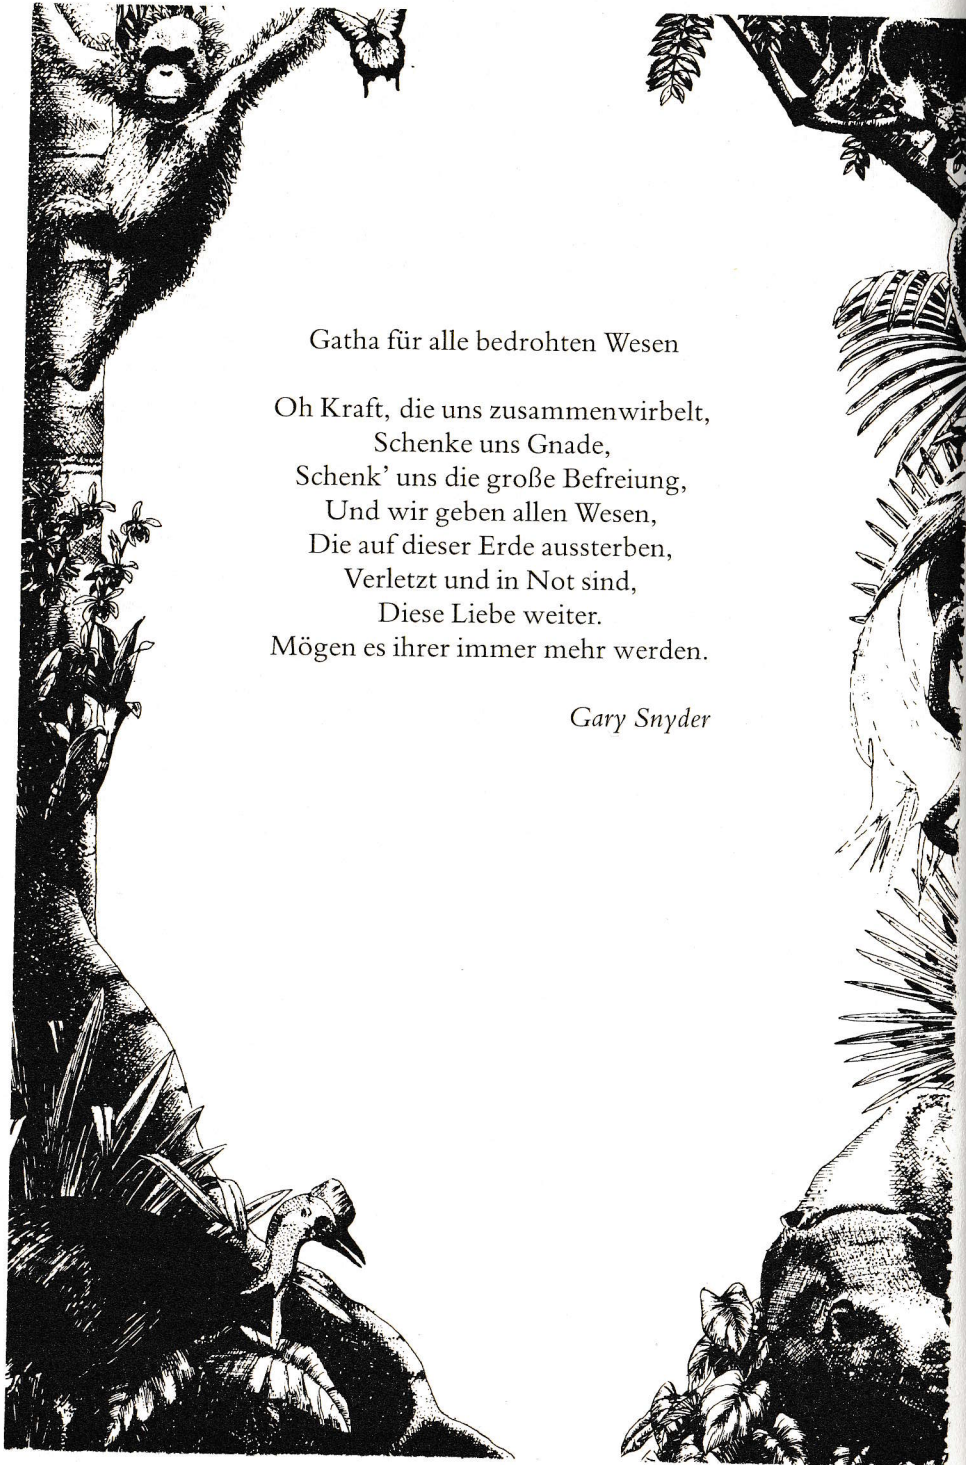 Gatha für alle bedrohten Wesen
Oh Kraft, die uns zusammenwirbelt,
Schenke uns Gnade,
Schenk’ uns die große Befreiung,
Und wir geben allen Wesen,
Die auf dieser Erde aussterben,
Verletzt und in Not sind,
Diese Liebe weiter.
Mögen es ihrer immer mehr werden.
Gary Snyder